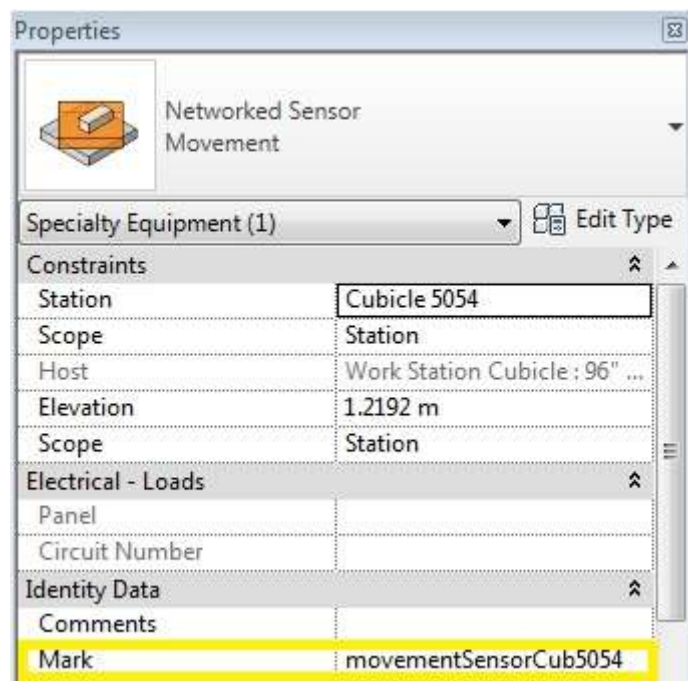 Properties
Networked Sensor
Movement
Specialty Equipment (1)
Edit Type
Constraints
Station Cubicle 5054
Scope Station
Host Work Station Cubicle : 96" ...
Elevation 1.2192 m
Scope Station
Electrical - Loads
Panel
Circuit Number
Identity Data
Comments
Mark movementSensorCub5054